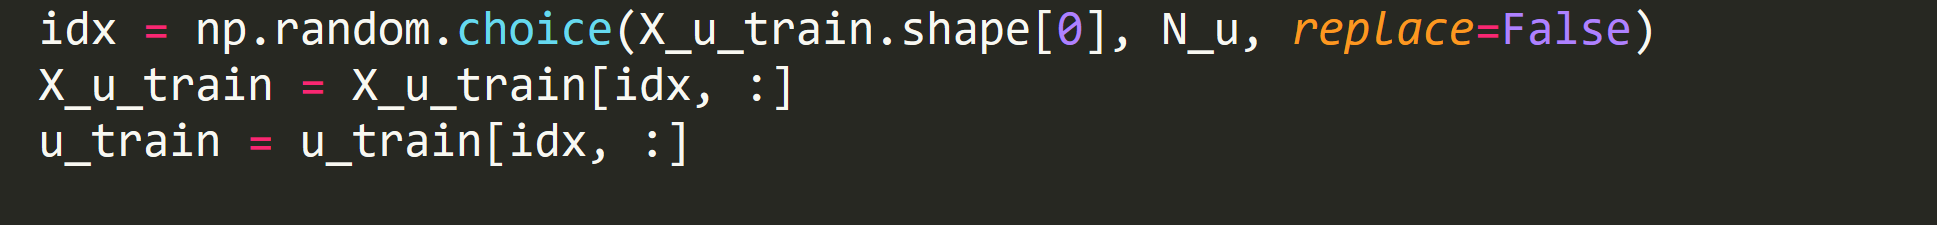 idx = np.random.choice(X_u_train.shape[0], N_u, replace=False)
X_u_train = X_u_train[idx, :]
u_train = u_train[idx, :]